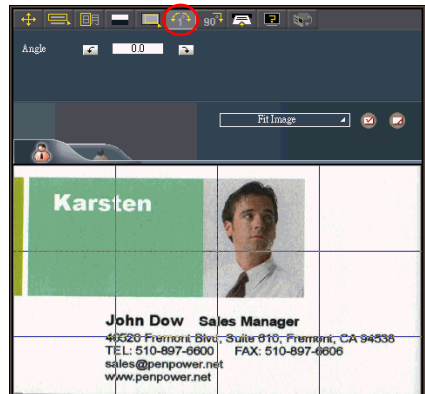 90°
?
Angle
0.0
Fit Image
Karsten
John Dow Sales Manager
46520 Fremont Blvd, Suite 610, Fremont, CA 94538
TEL: 510-897-6600 FAX: 510-897-6606
sales@penpower.net
www.penpower.net